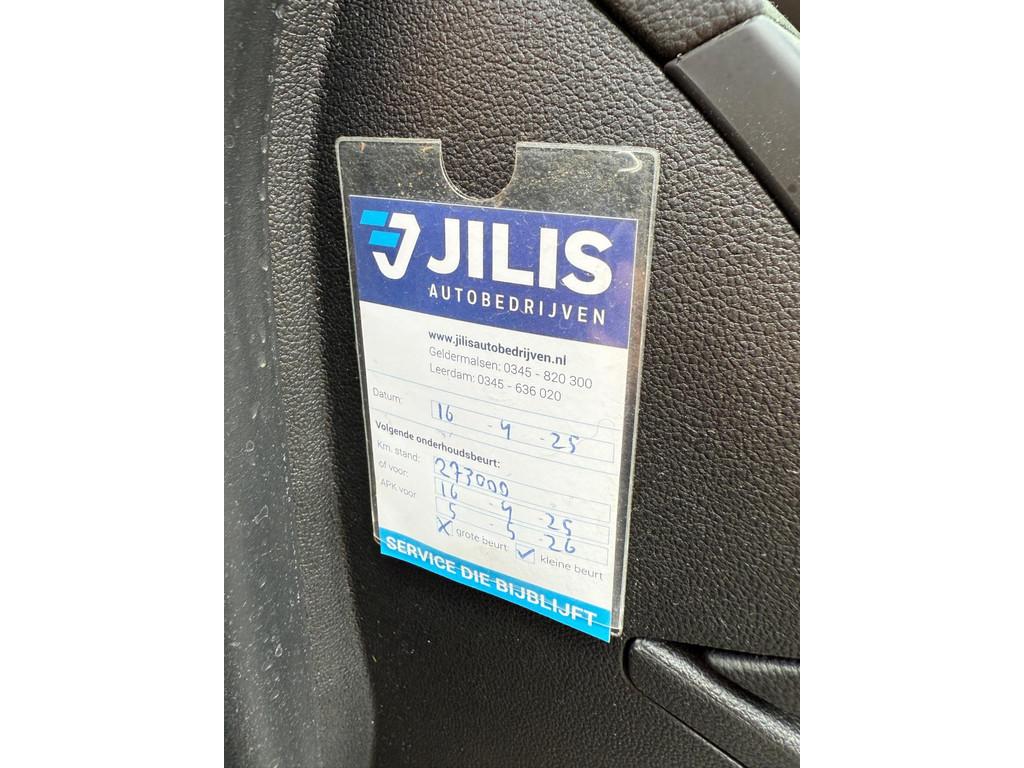 JILIS
AUTOBEDRIJVEN
www.jilisautobedrijven.nl
Geldermalsen: 0345 - 820 300
Leerdam: 0345 - 636 020
Datum: 16 - 4 - 25
Volgende onderhoudsbeurt:
Km. stand: 273000
of voor: 16 - 4 - 25
APK voor 5 - 5 - 26
X grote beurt ✓ kleine beurt
SERVICE DIE BIJBLIJFT